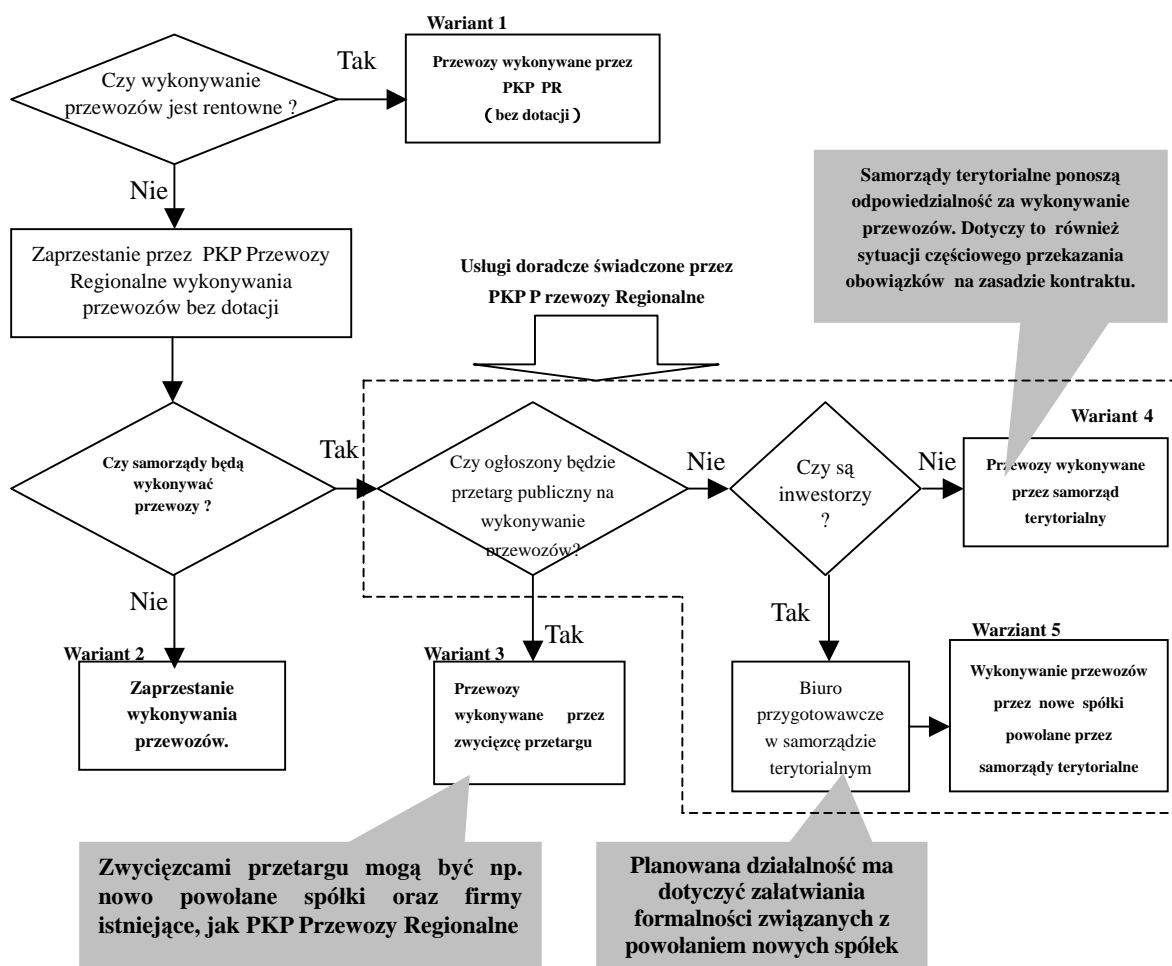 Wariant 1
Tak
Czy wykonywanie
przewozów jest rentowne ?
Przewozy wykonywane przez
PKP PR
( bez dotacji )
Nie
Zaprzestanie przez PKP Przewozy
Regionalne wykonywania
przewozów bez dotacji
Usługi doradcze świadczone przez
PKP P rzewozy Regionalne
Samorządy terytorialne ponoszą
odpowiedzialność za wykonywanie
przewozów. Dotyczy to również
sytuacji częściowego przekazania
obowiązków na zasadzie kontraktu.
Czy samorządy będą
wykonywać
przewozy ?
Tak
Czy ogłoszony będzie
przetarg publiczny na
wykonywanie
przewozów?
Nie
Czy są
inwestorzy
?
Nie
Wariant 4
Przewozy wykonywane
przez samorząd
terytorialny
Nie
Tak
Tak
Wariant 2
Zaprzestanie
wykonywania
przewozów.
Wariant 3
Przewozy
wykonywane przez
zwycięzcę przetargu
Biuro
przygotowawcze
w samorządzie
terytorialnym
Warziant 5
Wykonywanie przewozów
przez nowe spółki
powołane przez
samorządy terytorialne
Zwycięzcami przetargu mogą być np.
nowo powołane spółki oraz firmy
istniejące, jak PKP Przewozy Regionalne
Planowana działalność ma
dotyczyć załatwiania
formalności związanych z
powołaniem nowych spółek